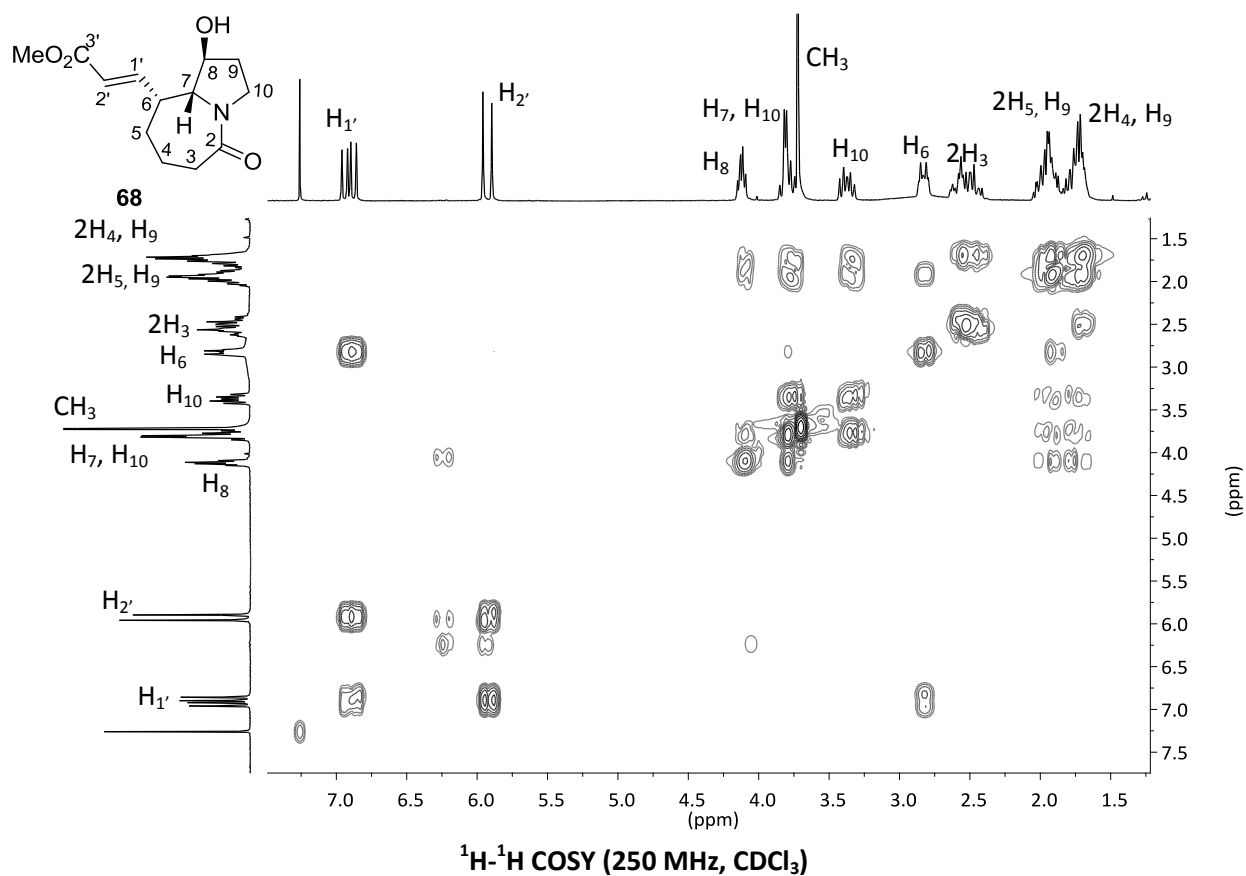 OH
3'
MeO₂C
1'
2'
6
7
8
9
10
H
N
5
4
3
2
O
68
H₁'
H₂'
H₈
H₇, H₁₀
CH₃
H₁₀
H₆
2H₃
2H₅, H₉
2H₄, H₉
2H₄, H₉
2H₅, H₉
2H₃
H₆
H₁₀
CH₃
H₇, H₁₀
H₈
H₂'
H₁'
1.5
2.0
2.5
3.0
3.5
4.0
4.5
5.0
5.5
6.0
6.5
7.0
7.5
(ppm)
7.0 6.5 6.0 5.5 5.0 4.5 4.0 3.5 3.0 2.5 2.0 1.5
(ppm)
¹H-¹H COSY (250 MHz, CDCl₃)